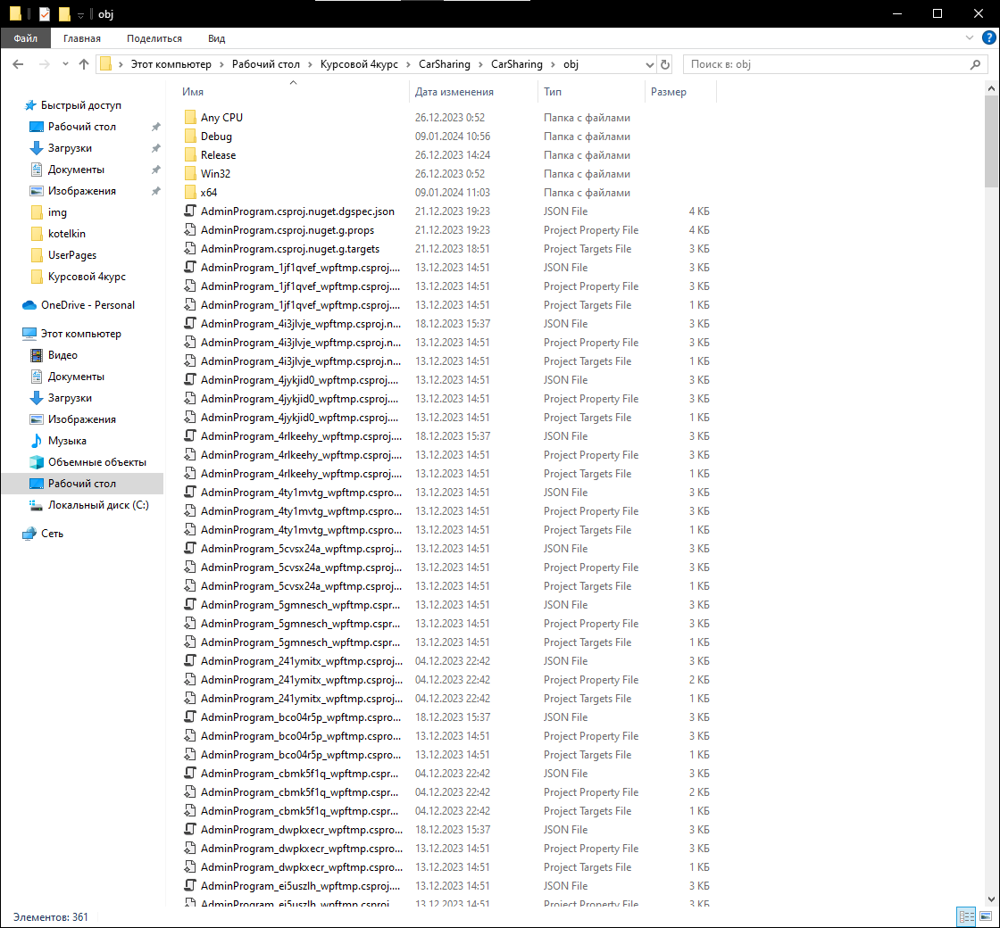 obj
Файл Главная Поделиться Вид
Этот компьютер Рабочий стол Курсовой 4курс CarSharing CarSharing obj Поиск в: obj
Имя Дата изменения Тип Размер
Быстрый доступ
Рабочий стол
Загрузки
Документы
Изображения
img
kotelkin
UserPages
Курсовой 4курс
OneDrive - Personal
Этот компьютер
Видео
Документы
Загрузки
Изображения
Музыка
Объемные объекты
Рабочий стол
Локальный диск (C:)
Сеть
Any CPU 26.12.2023 0:52 Папка с файлами
Debug 09.01.2024 10:56 Папка с файлами
Release 26.12.2023 14:24 Папка с файлами
Win32 26.12.2023 0:52 Папка с файлами
x64 09.01.2024 11:03 Папка с файлами
AdminProgram.csproj.nuget.dgspec.json 21.12.2023 19:23 JSON File 4 КБ
AdminProgram.csproj.nuget.g.props 21.12.2023 19:23 Project Property File 4 КБ
AdminProgram.csproj.nuget.g.targets 21.12.2023 18:51 Project Targets File 3 КБ
AdminProgram_1jf1qvef_wpftmp.csproj.... 13.12.2023 14:51 JSON File 3 КБ
AdminProgram_1jf1qvef_wpftmp.csproj.... 13.12.2023 14:51 Project Property File 3 КБ
AdminProgram_1jf1qvef_wpftmp.csproj.... 13.12.2023 14:51 Project Targets File 1 КБ
AdminProgram_4i3jlvje_wpftmp.csproj.n... 18.12.2023 15:37 JSON File 3 КБ
AdminProgram_4i3jlvje_wpftmp.csproj.n... 13.12.2023 14:51 Project Property File 3 КБ
AdminProgram_4i3jlvje_wpftmp.csproj.n... 13.12.2023 14:51 Project Targets File 1 КБ
AdminProgram_4jykjid0_wpftmp.csproj.... 13.12.2023 14:51 JSON File 3 КБ
AdminProgram_4jykjid0_wpftmp.csproj.... 13.12.2023 14:51 Project Property File 3 КБ
AdminProgram_4jykjid0_wpftmp.csproj.... 13.12.2023 14:51 Project Targets File 1 КБ
AdminProgram_4rlkeehy_wpftmp.csproj... 18.12.2023 15:37 JSON File 3 КБ
AdminProgram_4rlkeehy_wpftmp.csproj... 13.12.2023 14:51 Project Property File 3 КБ
AdminProgram_4rlkeehy_wpftmp.csproj... 13.12.2023 14:51 Project Targets File 1 КБ
AdminProgram_4ty1mvtg_wpftmp.cspro... 13.12.2023 14:51 JSON File 3 КБ
AdminProgram_4ty1mvtg_wpftmp.cspro... 13.12.2023 14:51 Project Property File 3 КБ
AdminProgram_4ty1mvtg_wpftmp.cspro... 13.12.2023 14:51 Project Targets File 1 КБ
AdminProgram_5cvsx24a_wpftmp.csproj... 13.12.2023 14:51 JSON File 3 КБ
AdminProgram_5cvsx24a_wpftmp.csproj... 13.12.2023 14:51 Project Property File 3 КБ
AdminProgram_5cvsx24a_wpftmp.csproj... 13.12.2023 14:51 Project Targets File 1 КБ
AdminProgram_5gmnesch_wpftmp.cspr... 13.12.2023 14:51 JSON File 3 КБ
AdminProgram_5gmnesch_wpftmp.cspr... 13.12.2023 14:51 Project Property File 3 КБ
AdminProgram_5gmnesch_wpftmp.cspr... 13.12.2023 14:51 Project Targets File 1 КБ
AdminProgram_241ymitx_wpftmp.csproj... 04.12.2023 22:42 JSON File 3 КБ
AdminProgram_241ymitx_wpftmp.csproj... 04.12.2023 22:42 Project Property File 2 КБ
AdminProgram_241ymitx_wpftmp.csproj... 04.12.2023 22:42 Project Targets File 1 КБ
AdminProgram_bco04r5p_wpftmp.cspro... 18.12.2023 15:37 JSON File 3 КБ
AdminProgram_bco04r5p_wpftmp.cspro... 13.12.2023 14:51 Project Property File 3 КБ
AdminProgram_bco04r5p_wpftmp.cspro... 13.12.2023 14:51 Project Targets File 1 КБ
AdminProgram_cbmk5f1q_wpftmp.cspr... 04.12.2023 22:42 JSON File 3 КБ
AdminProgram_cbmk5f1q_wpftmp.cspr... 04.12.2023 22:42 Project Property File 2 КБ
AdminProgram_cbmk5f1q_wpftmp.cspr... 04.12.2023 22:42 Project Targets File 1 КБ
AdminProgram_dwpkxecr_wpftmp.cspro... 18.12.2023 15:37 JSON File 3 КБ
AdminProgram_dwpkxecr_wpftmp.cspro... 13.12.2023 14:51 Project Property File 3 КБ
AdminProgram_dwpkxecr_wpftmp.cspro... 13.12.2023 14:51 Project Targets File 1 КБ
AdminProgram_ei5uszlh_wpftmp.csproj.... 13.12.2023 14:51 JSON File 3 КБ
AdminProgram_ei5uszlh_wpftmp.csproj.... 13.12.2023 14:51 Project Property File 3 КБ
Элементов: 361